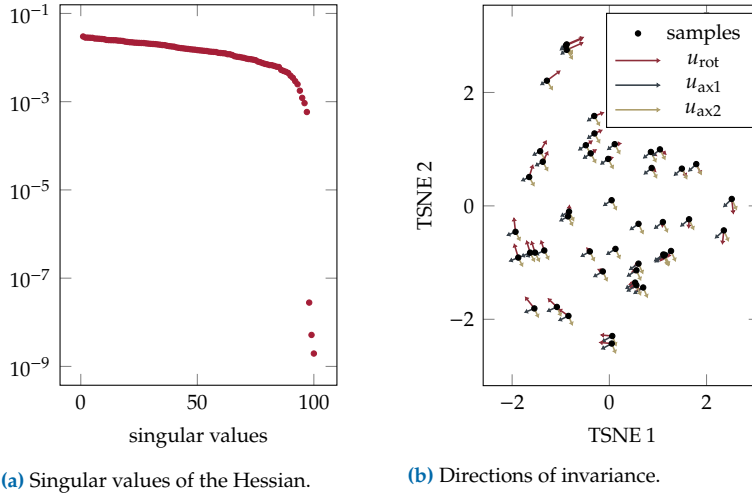 10⁻¹
10⁻³
10⁻⁵
10⁻⁷
10⁻⁹
0 50 100
singular values
(a) Singular values of the Hessian.
samples
u_rot
u_ax1
u_ax2
2
0
−2
TSNE 2
−2 0 2
TSNE 1
(b) Directions of invariance.